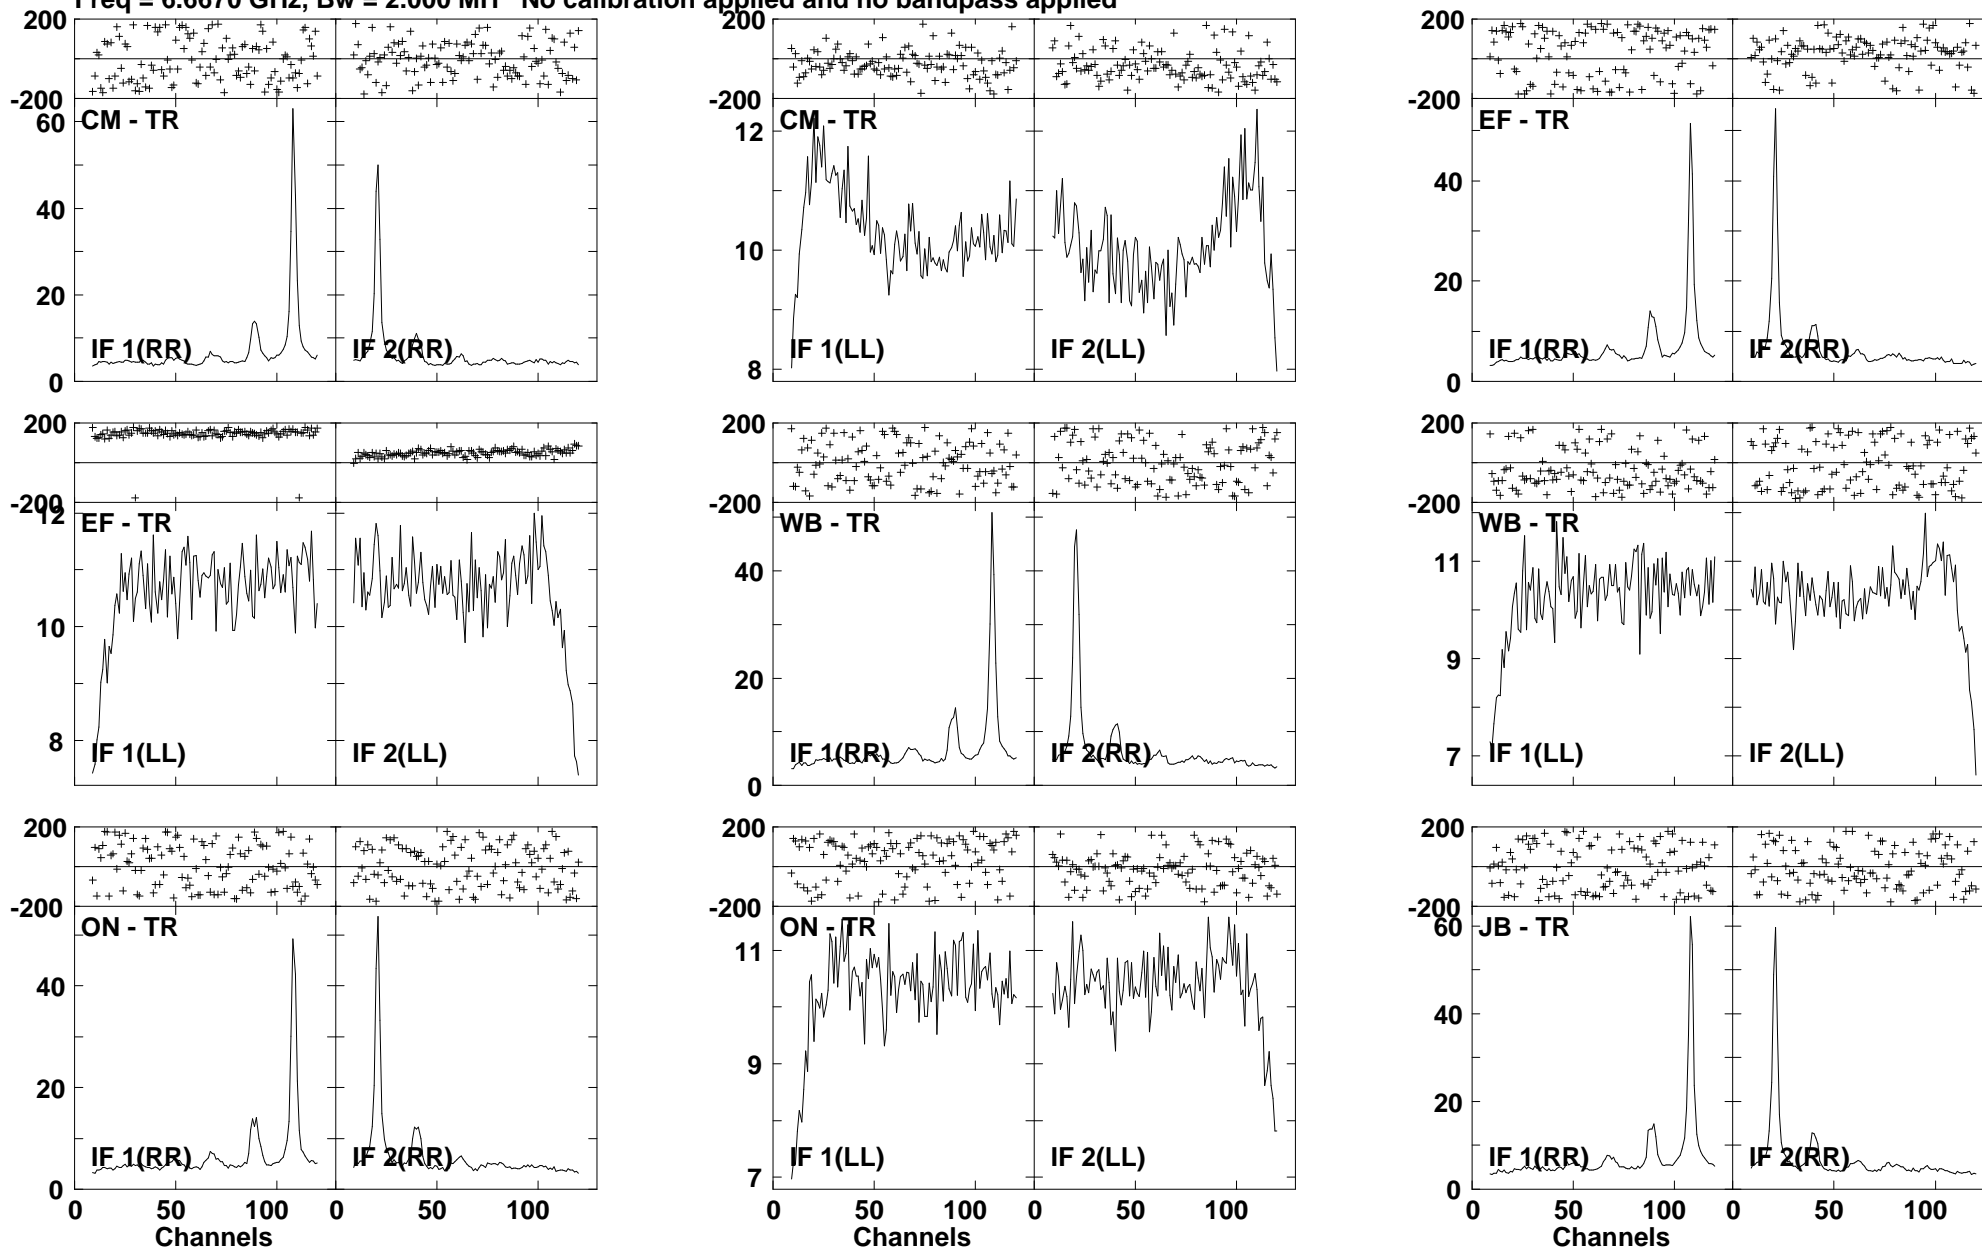 Freq = 6.6670 GHz, Bw = 2.000 MH No calibration applied and no bandpass applied
200 200 200
-200 -200 -200
60 CM - TR 12 CM - TR EF - TR
40 10 40
20 20
IF 1(RR) IF 2(RR) IF 1(LL) IF 2(LL) IF 1(RR) IF 2(RR)
0 8 0
200 200 200
-200 -200 -200
12 EF - TR WB - TR WB - TR
40 11
10 20 9
8 IF 1(LL) IF 2(LL) IF 1(RR) IF 2(RR) 7 IF 1(LL) IF 2(LL)
0
200 200 200
-200 -200 -200
ON - TR 11 ON - TR 60 JB - TR
40 40
20 9 20
IF 1(RR) IF 2(RR) IF 1(LL) IF 2(LL) IF 1(RR) IF 2(RR)
0 7 0
0 50 100 0 50 100 0 50 100 0 50 100 0 50 100 0 50 100
Channels Channels Channels